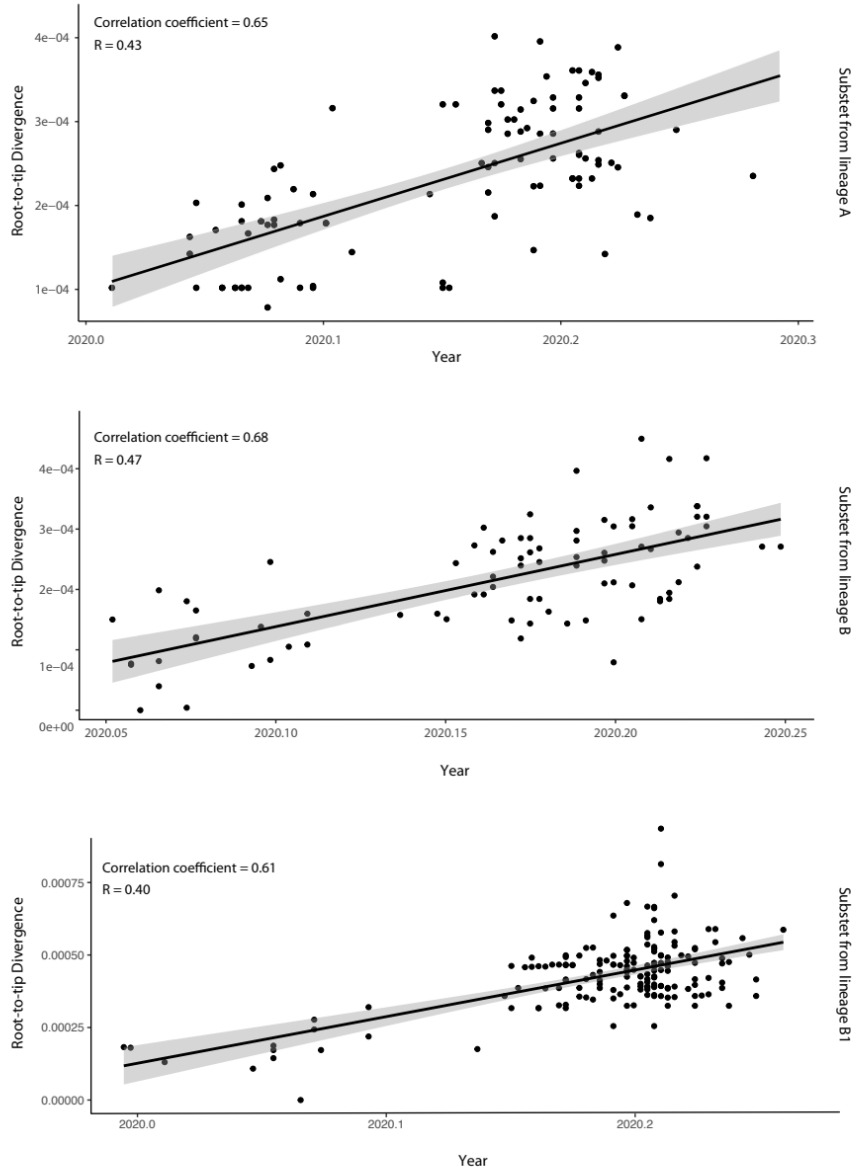 Correlation coefficient = 0.65
R = 0.43
4e−04
3e−04
2e−04
1e−04
Root-to-tip Divergence
2020.0 2020.1 2020.2 2020.3
Year
Substet from lineage A
Correlation coefficient = 0.68
R = 0.47
4e−04
3e−04
2e−04
1e−04
0e+00
Root-to-tip Divergence
2020.05 2020.10 2020.15 2020.20 2020.25
Year
Substet from lineage B
Correlation coefficient = 0.61
R = 0.40
0.00075
0.00050
0.00025
0.00000
Root-to-tip Divergence
2020.0 2020.1 2020.2
Year
Substet from lineage B1